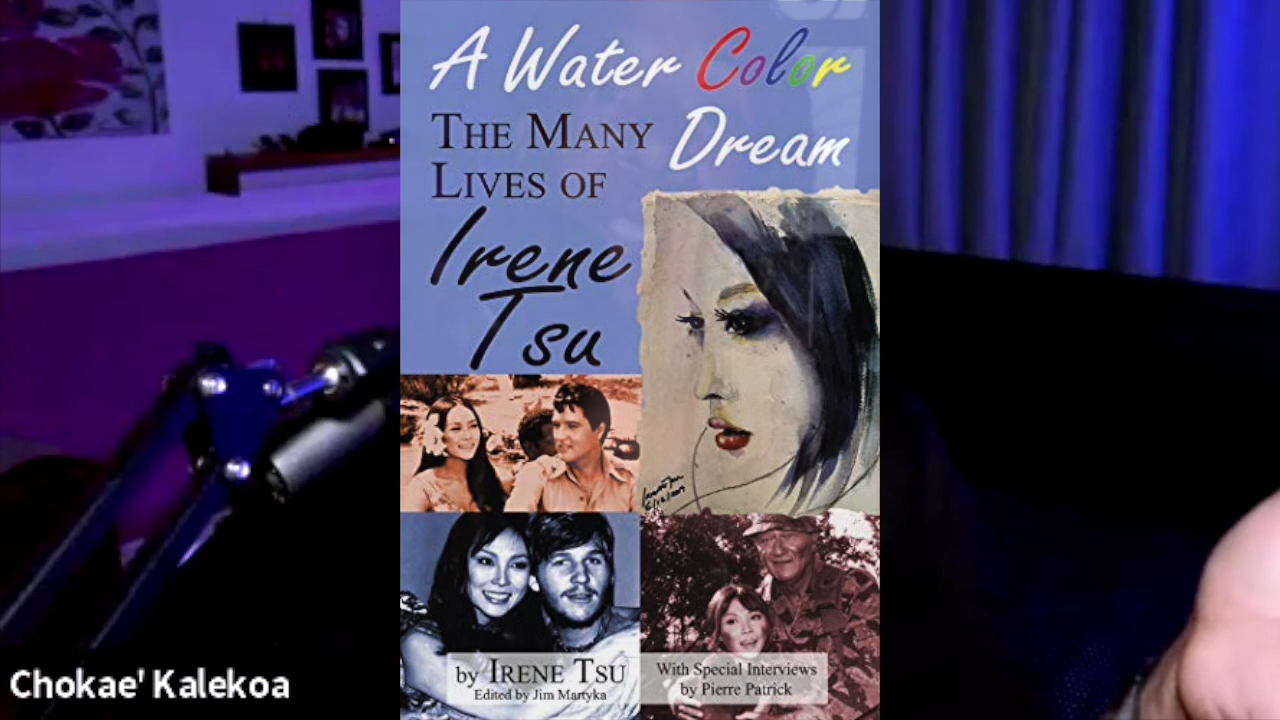 A Water Color
Dream
THE MANY
LIVES OF
Irene
Tsu
by IRENE TSU
Edited by Jim Martyka
With Special Interviews
by Pierre Patrick
Chokae' Kalekoa